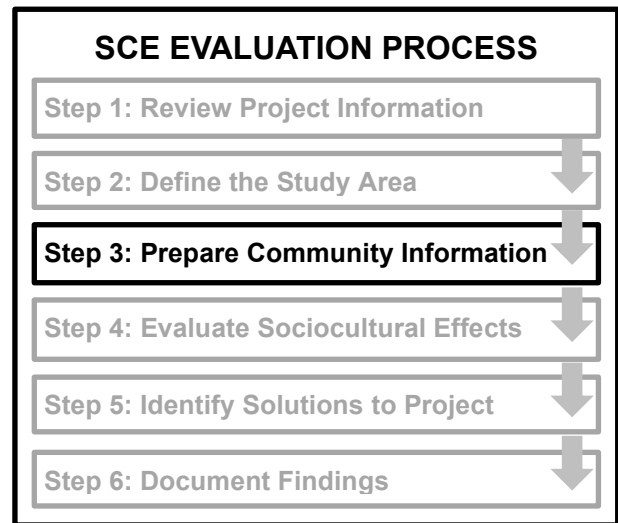 SCE EVALUATION PROCESS
Step 1: Review Project Information
Step 2: Define the Study Area
Step 3: Prepare Community Information
Step 4: Evaluate Sociocultural Effects
Step 5: Identify Solutions to Project
Step 6: Document Findings